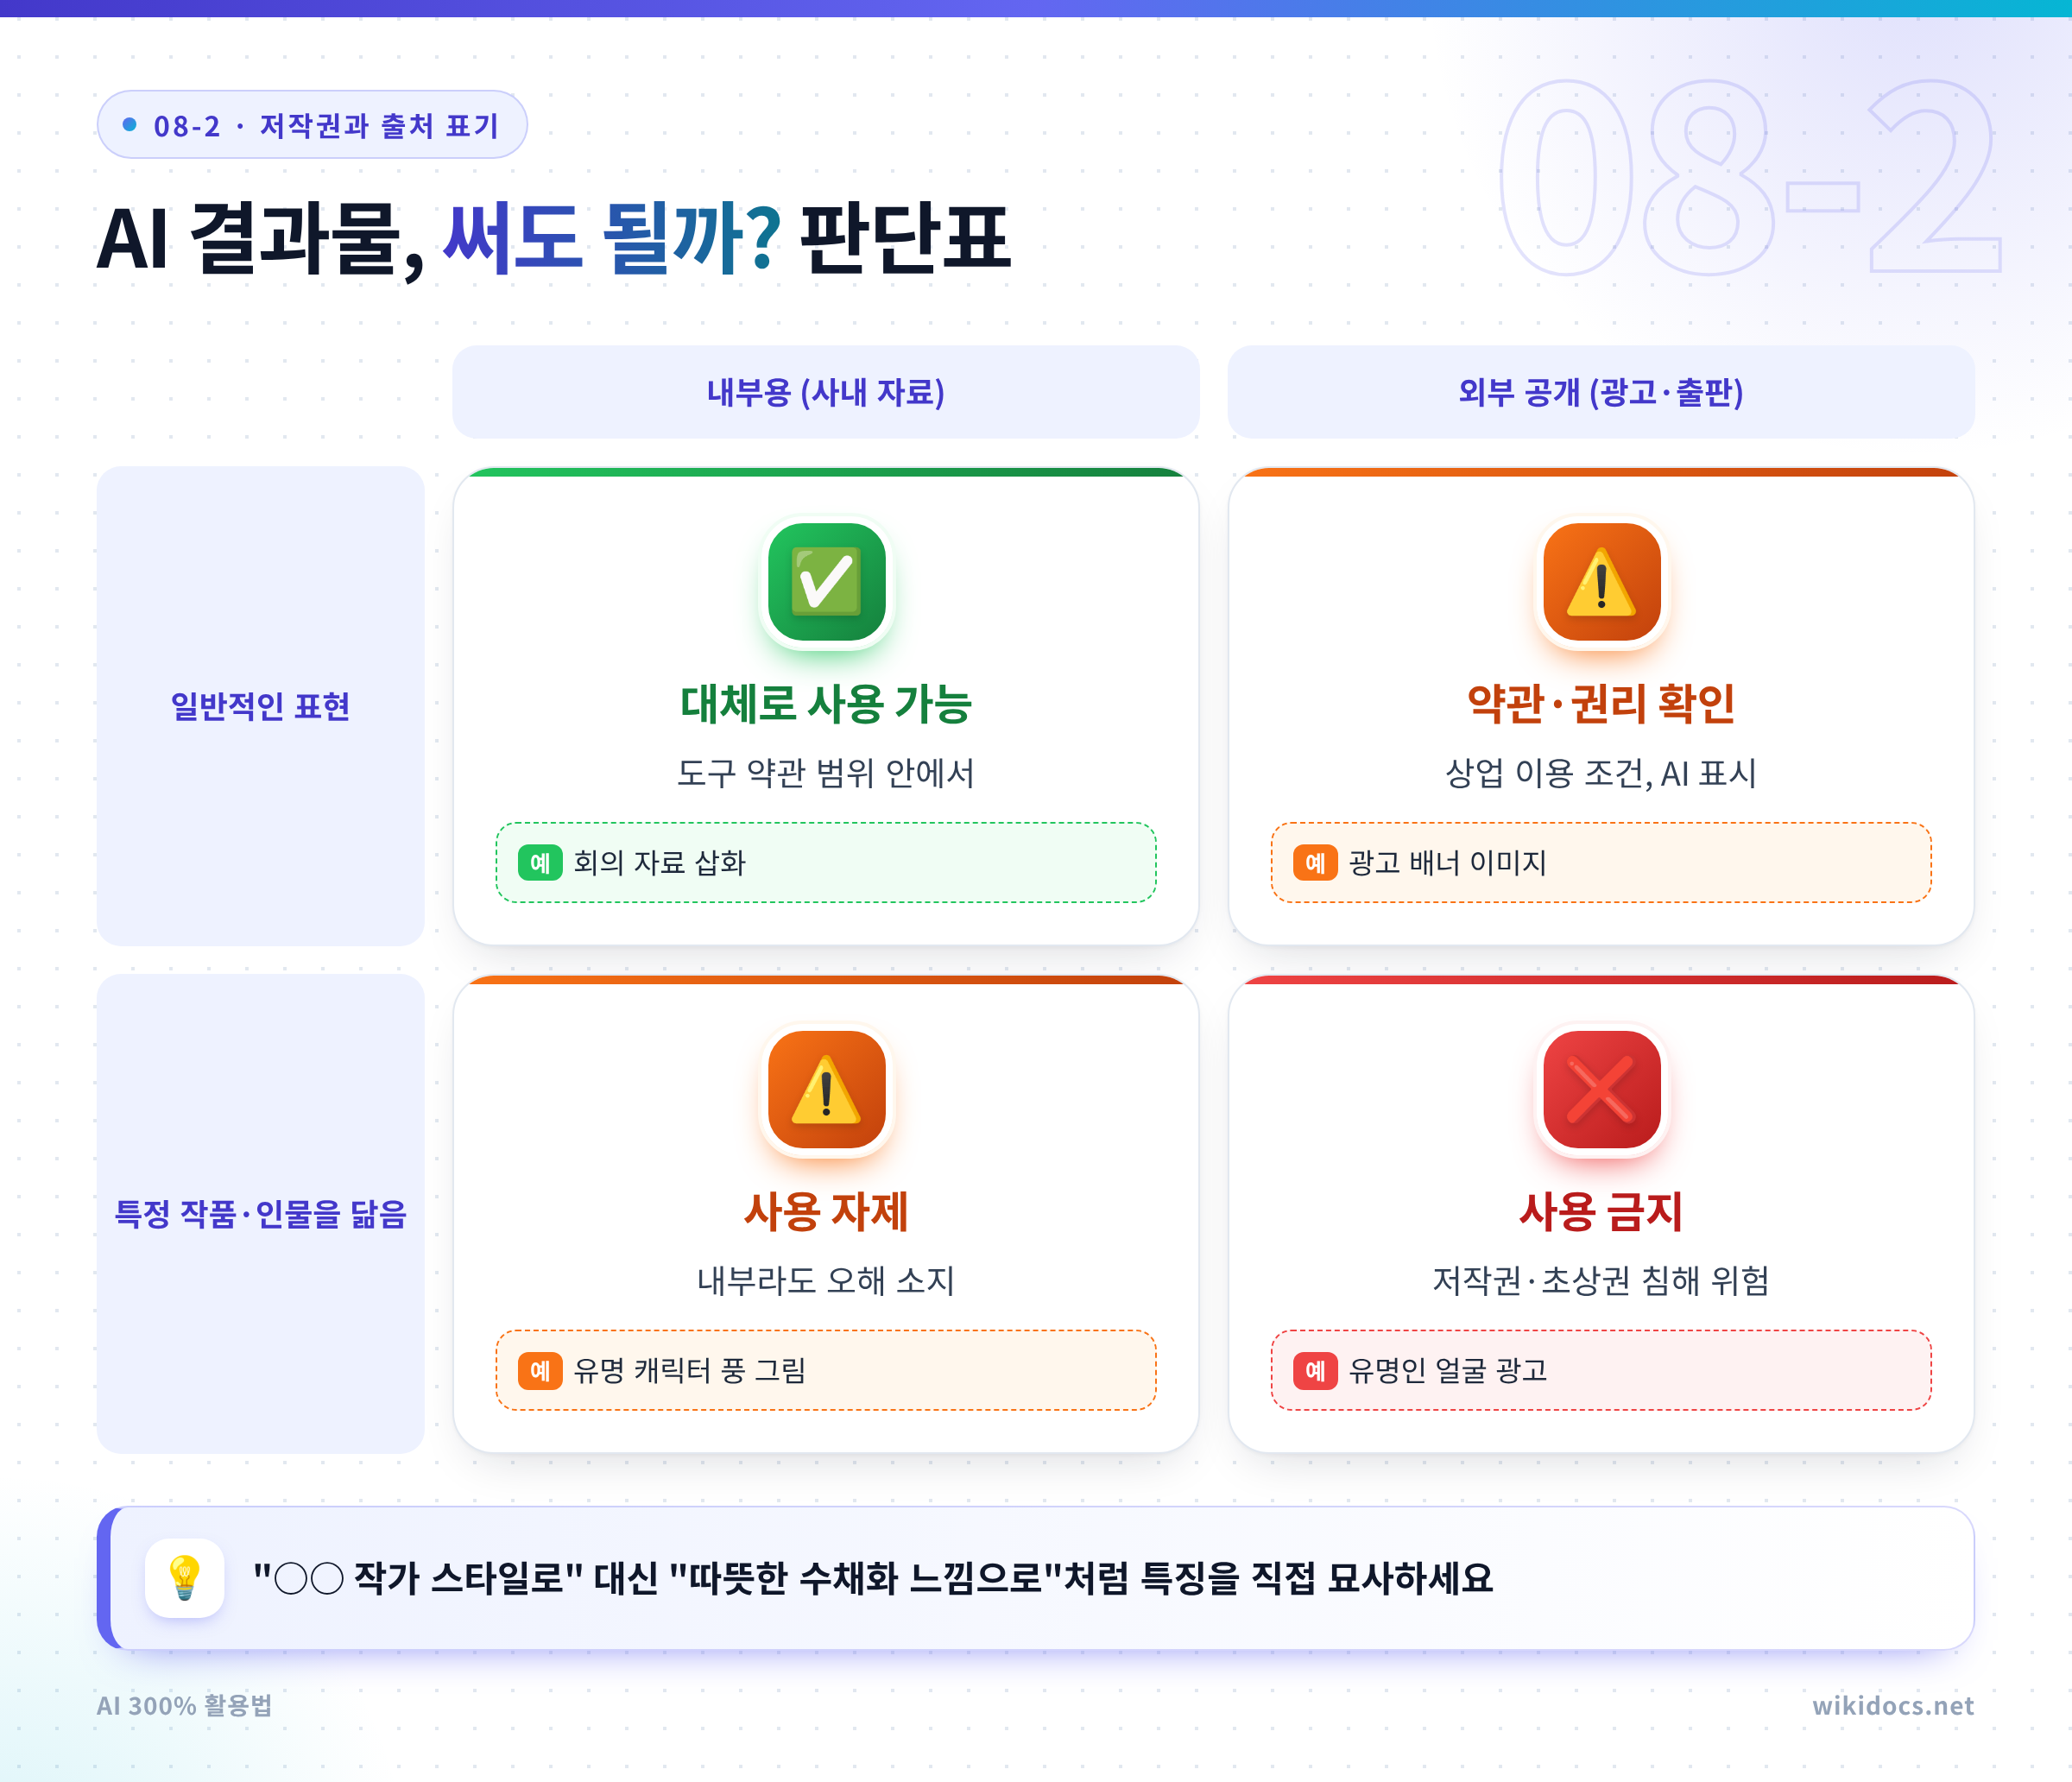 08-2 · 저작권과 출처 표기
08-2
AI 결과물, 써도 될까? 판단표
내부용 (사내 자료)
외부 공개 (광고·출판)
일반적인 표현
대체로 사용 가능
도구 약관 범위 안에서
예 회의 자료 삽화
약관·권리 확인
상업 이용 조건, AI 표시
예 광고 배너 이미지
특정 작품·인물을 닮음
사용 자제
내부라도 오해 소지
예 유명 캐릭터 풍 그림
사용 금지
저작권·초상권 침해 위험
예 유명인 얼굴 광고
"○○ 작가 스타일로" 대신 "따뜻한 수채화 느낌으로"처럼 특징을 직접 묘사하세요
AI 300% 활용법
wikidocs.net